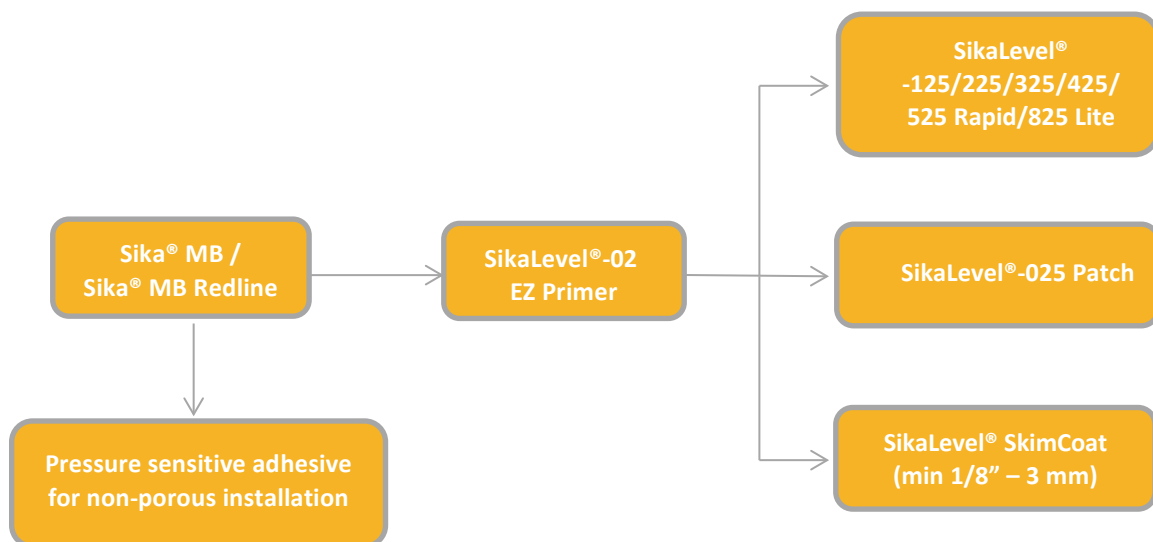 SikaLevel®
-125/225/325/425/
525 Rapid/825 Lite
Sika® MB /
Sika® MB Redline
SikaLevel®-02
EZ Primer
SikaLevel®-025 Patch
Pressure sensitive adhesive
for non-porous installation
SikaLevel® SkimCoat
(min 1/8” – 3 mm)